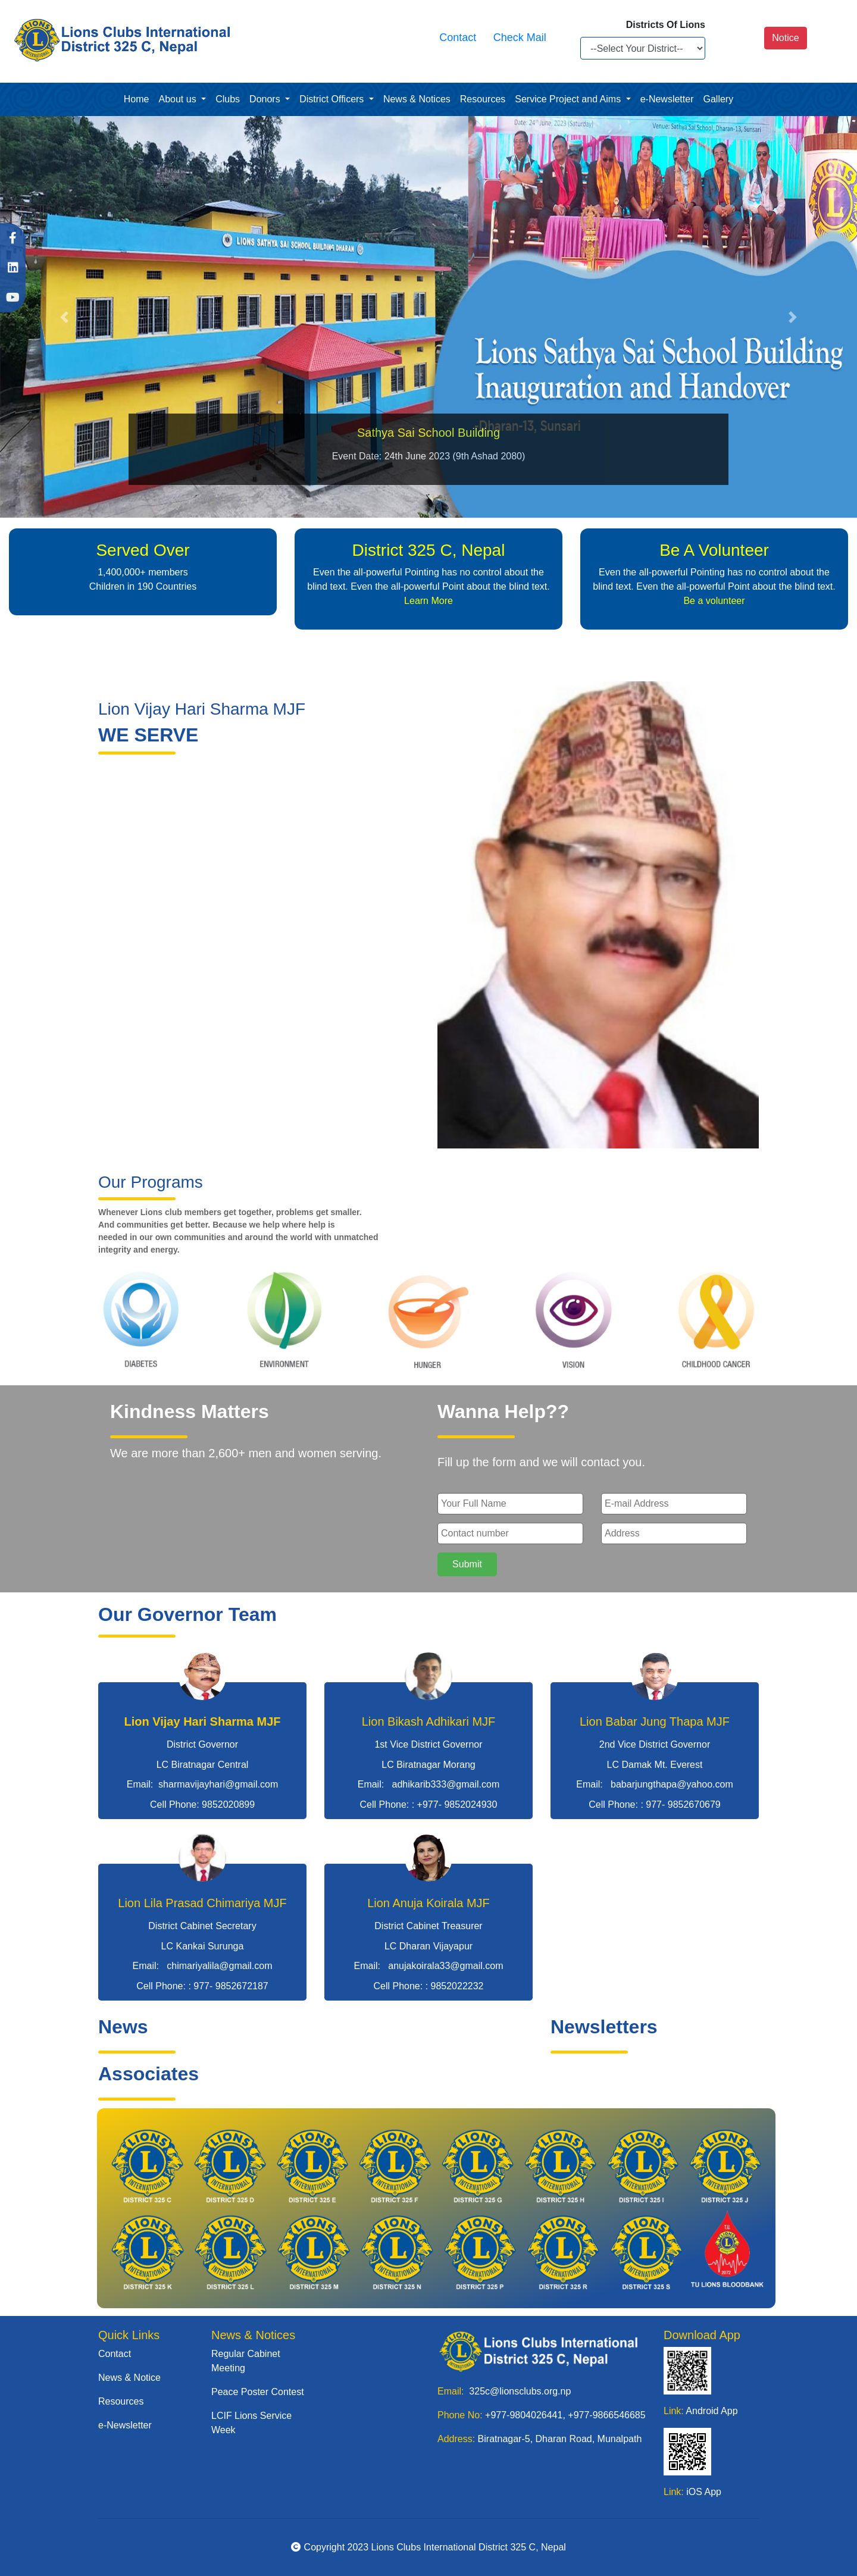 Lions Clubs International
District 325 C, Nepal
Contact
Check Mail
Districts Of Lions
--Select Your District--
Notice
Home
About us
Clubs
Donors
District Officers
News & Notices
Resources
Service Project and Aims
e-Newsletter
Gallery
Date: 24th June, 2023 (Saturday)
Venue: Sathya Sai School, Dharan-13, Sunsari
LIONS SATHYA SAI SCHOOL BUILDING DHARAN
Lions Sathya Sai School Building
Inauguration and Handover
Dharan-13, Sunsari
Sathya Sai School Building
Event Date: 24th June 2023 (9th Ashad 2080)
Served Over
1,400,000+ members
Children in 190 Countries
District 325 C, Nepal
Even the all-powerful Pointing has no control about the
blind text. Even the all-powerful Point about the blind text.
Learn More
Be A Volunteer
Even the all-powerful Pointing has no control about the
blind text. Even the all-powerful Point about the blind text.
Be a volunteer
Lion Vijay Hari Sharma MJF
WE SERVE
Our Programs
Whenever Lions club members get together, problems get smaller.
And communities get better. Because we help where help is
needed in our own communities and around the world with unmatched
integrity and energy.
DIABETES
ENVIRONMENT
HUNGER
VISION
CHILDHOOD CANCER
Kindness Matters
We are more than 2,600+ men and women serving.
Wanna Help??
Fill up the form and we will contact you.
Your Full Name
E-mail Address
Contact number
Address
Submit
Our Governor Team
Lion Vijay Hari Sharma MJF
District Governor
LC Biratnagar Central
Email: sharmavijayhari@gmail.com
Cell Phone: 9852020899
Lion Bikash Adhikari MJF
1st Vice District Governor
LC Biratnagar Morang
Email: adhikarib333@gmail.com
Cell Phone: : +977- 9852024930
Lion Babar Jung Thapa MJF
2nd Vice District Governor
LC Damak Mt. Everest
Email: babarjungthapa@yahoo.com
Cell Phone: : 977- 9852670679
Lion Lila Prasad Chimariya MJF
District Cabinet Secretary
LC Kankai Surunga
Email: chimariyalila@gmail.com
Cell Phone: : 977- 9852672187
Lion Anuja Koirala MJF
District Cabinet Treasurer
LC Dharan Vijayapur
Email: anujakoirala33@gmail.com
Cell Phone: : 9852022232
News
Newsletters
Associates
DISTRICT 325 C
DISTRICT 325 D
DISTRICT 325 E
DISTRICT 325 F
DISTRICT 325 G
DISTRICT 325 H
DISTRICT 325 I
DISTRICT 325 J
DISTRICT 325 K
DISTRICT 325 L
DISTRICT 325 M
DISTRICT 325 N
DISTRICT 325 P
DISTRICT 325 R
DISTRICT 325 S
TU LIONS BLOODBANK
Quick Links
Contact
News & Notice
Resources
e-Newsletter
News & Notices
Regular Cabinet
Meeting
Peace Poster Contest
LCIF Lions Service
Week
Lions Clubs International
District 325 C, Nepal
Email: 325c@lionsclubs.org.np
Phone No: +977-9804026441, +977-9866546685
Address: Biratnagar-5, Dharan Road, Munalpath
Download App
Link: Android App
Link: iOS App
Copyright 2023 Lions Clubs International District 325 C, Nepal